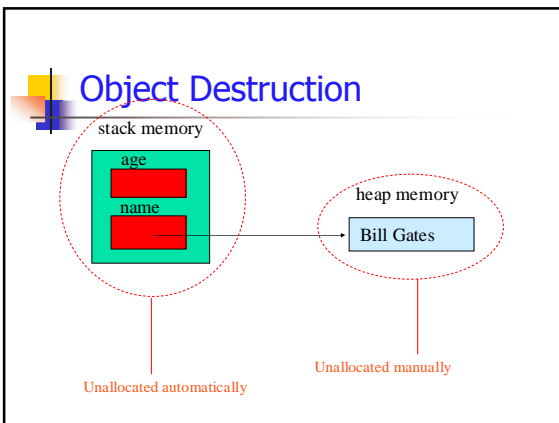 Object Destruction
stack memory
age
name
heap memory
Bill Gates
Unallocated automatically
Unallocated manually